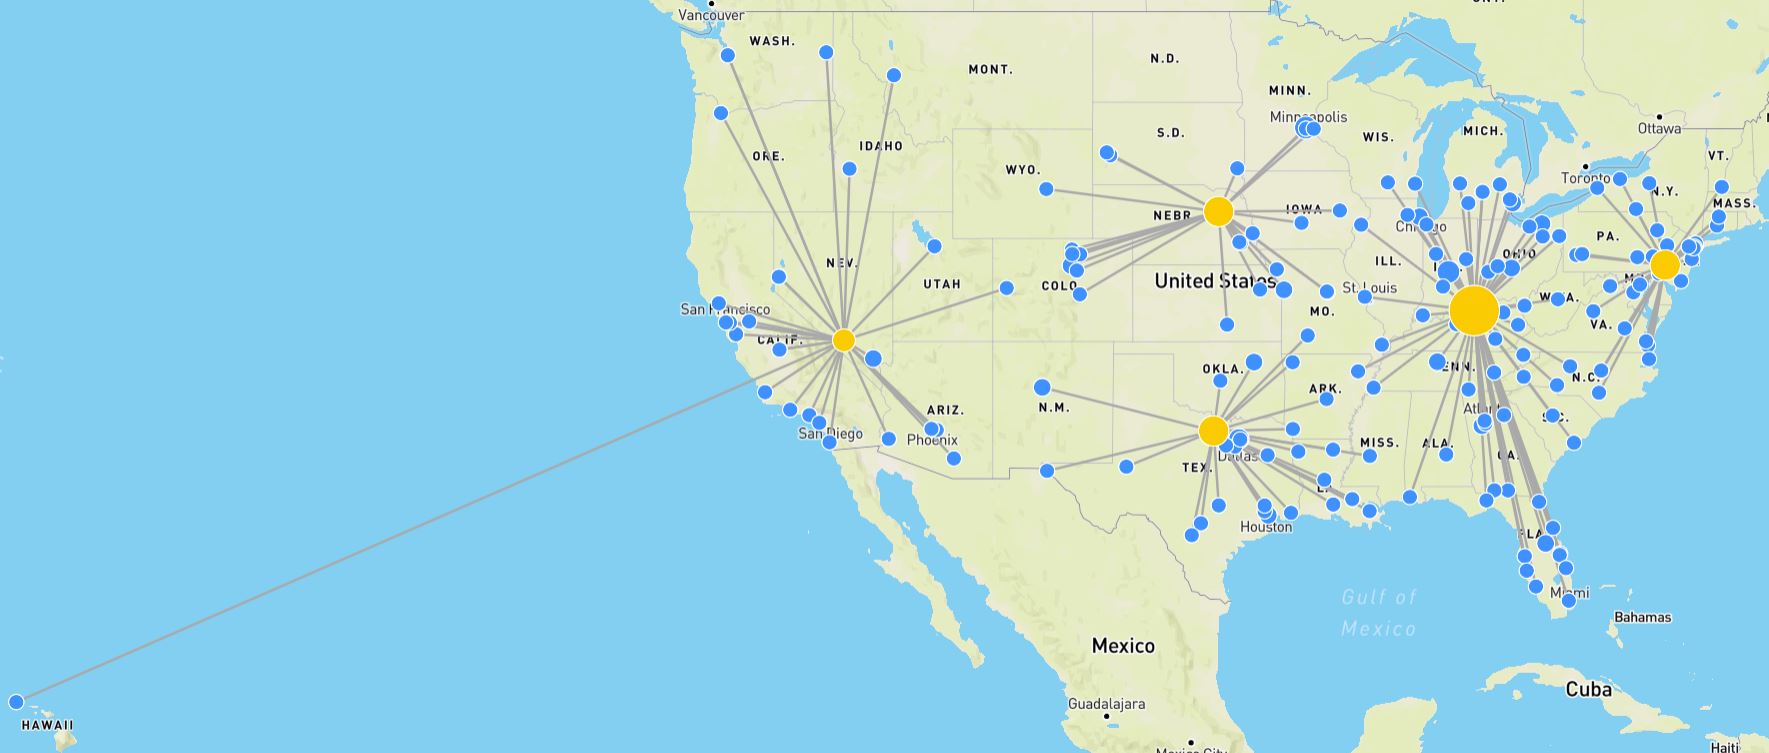 ONT.
Vancouver
WASH.
MONT.
N.D.
MINN.
Minneapolis
Ottawa
S.D.
WIS.
MICH.
ORE.
IDAHO
VT.
WYO.
Toronto
N.Y.
MASS.
NEBR.
IOWA
Chicago
PA.
OHIO
NEV.
ILL.
UTAH
COLO.
United States
St. Louis
W.VA.
San Francisco
MO.
VA.
CALIF.
OKLA.
TENN.
N.C.
ARK.
ARIZ.
N.M.
Atlanta
S.C.
San Diego
Phoenix
MISS.
ALA.
GA.
Dallas
TEX.
Houston
FLA.
Miami
Gulf of
Mexico
Bahamas
Mexico
Cuba
Guadalajara
HAWAII
Haiti
Mexico City